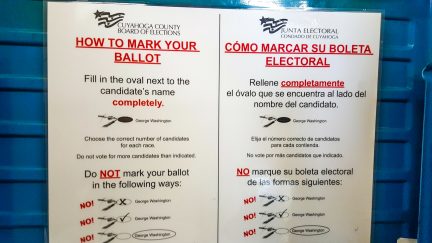 CUYAHOGA COUNTY
BOARD OF ELECTIONS
HOW TO MARK YOUR
BALLOT
Fill in the oval next to the
candidate's name
completely.
George Washington
Choose the correct number of candidates
for each race.
Do not vote for more candidates than indicated.
Do NOT mark your ballot
in the following ways:
NO! X George Washington
NO! ✓ George Washington
NO! George Washington
JUNTA ELECTORAL
CONDADO DE CUYAHOGA
CÓMO MARCAR SU BOLETA
ELECTORAL
Rellene completamente
el óvalo que se encuentra al lado del
nombre del candidato.
George Washington
Elija el número correcto de candidatos
para cada contienda.
No vote por más candidatos que indicado.
NO marque su boleta electoral
de las formas siguientes:
NO! X George Washington
NO! ✓ George Washington
NO! George Washington